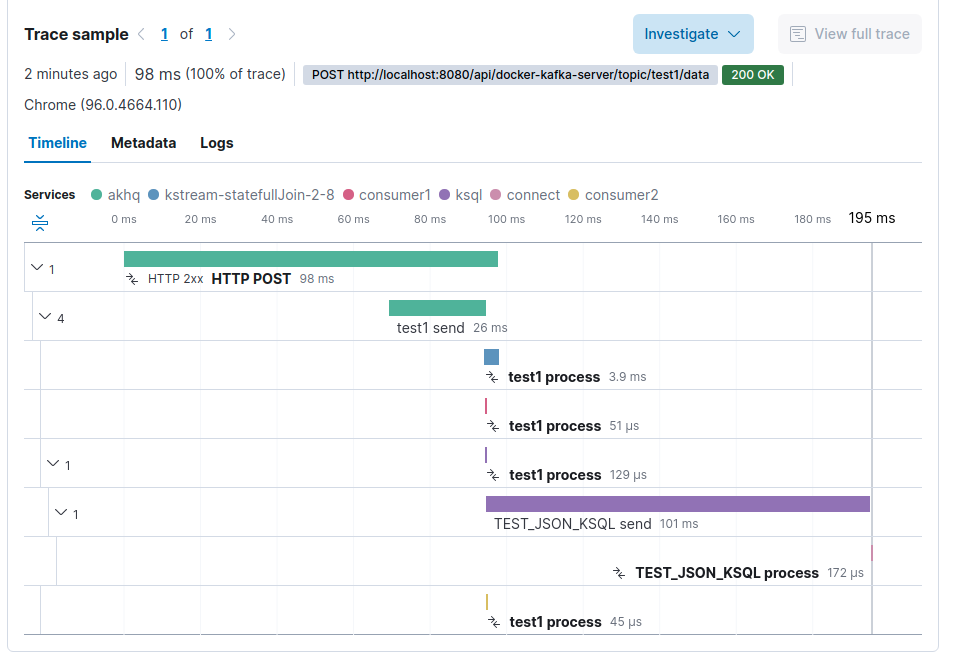 Trace sample 1 of 1 Investigate View full trace
2 minutes ago 98 ms (100% of trace) POST http://localhost:8080/api/docker-kafka-server/topic/test1/data 200 OK
Chrome (96.0.4664.110)
Timeline Metadata Logs
Services akhq kstream-statefullJoin-2-8 consumer1 ksql connect consumer2
0 ms 20 ms 40 ms 60 ms 80 ms 100 ms 120 ms 140 ms 160 ms 180 ms 195 ms
1
HTTP 2xx HTTP POST 98 ms
4
test1 send 26 ms
test1 process 3.9 ms
test1 process 51 μs
1
test1 process 129 μs
1
TEST_JSON_KSQL send 101 ms
TEST_JSON_KSQL process 172 μs
test1 process 45 μs